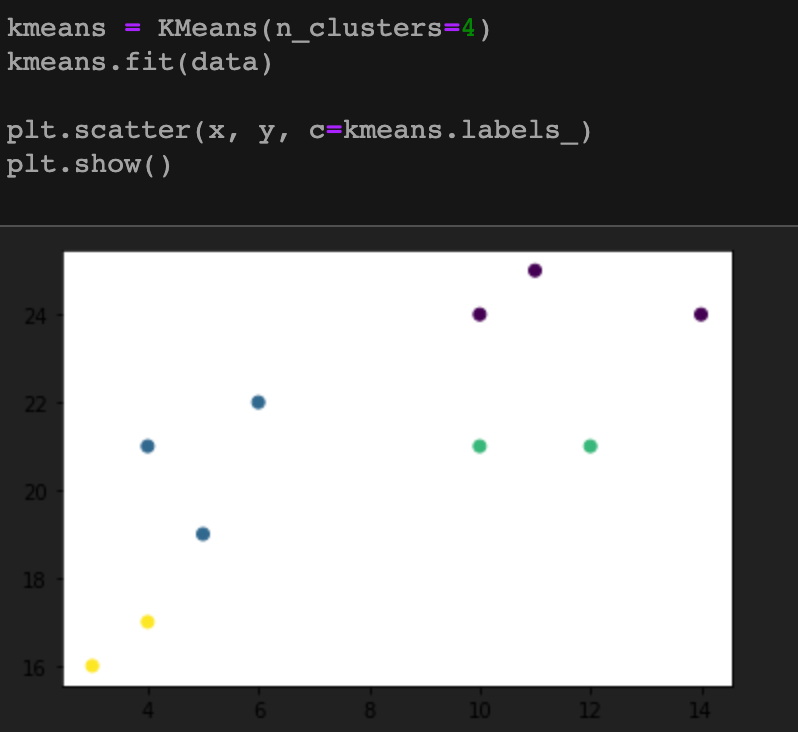 kmeans = KMeans(n_clusters=4)
kmeans.fit(data)
plt.scatter(x, y, c=kmeans.labels_)
plt.show()
24
22
20
18
16
4 6 8 10 12 14